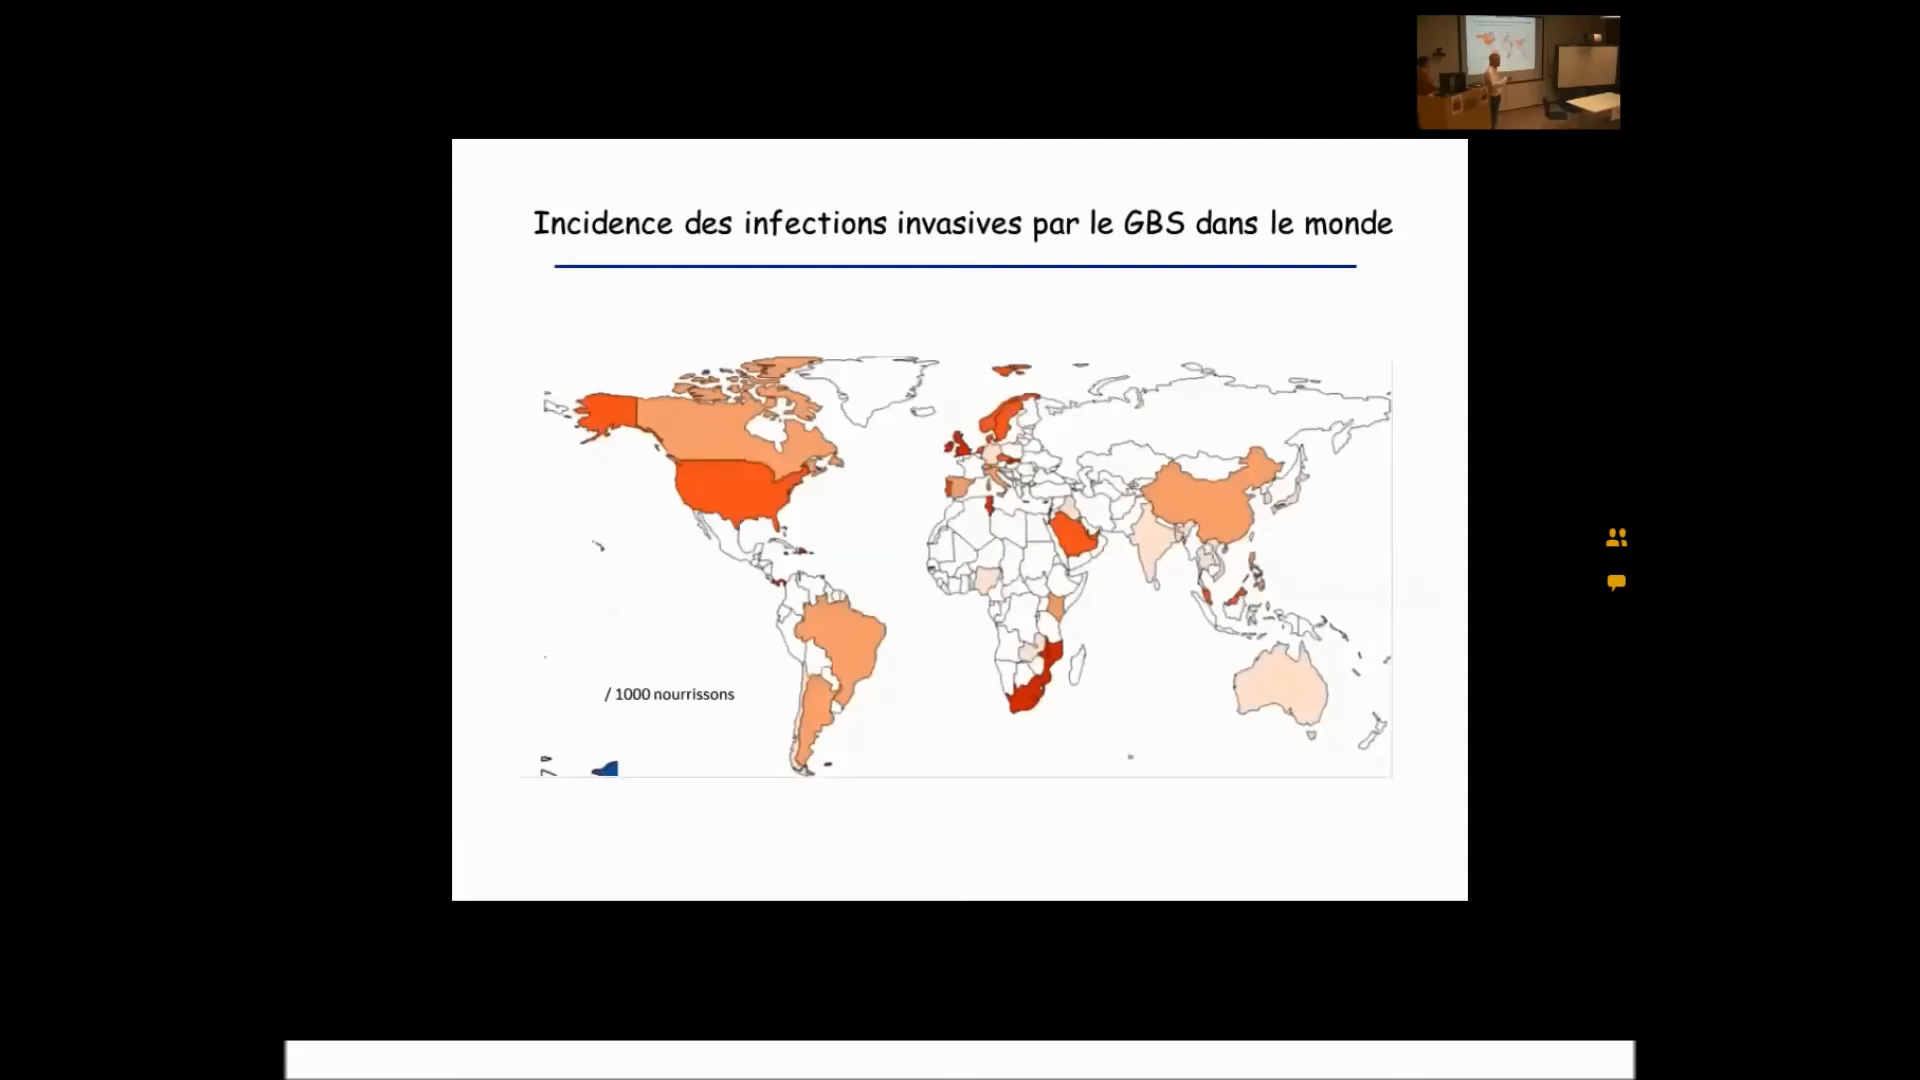 Incidence des infections invasives par le GBS dans le monde
/ 1000 nourrissons